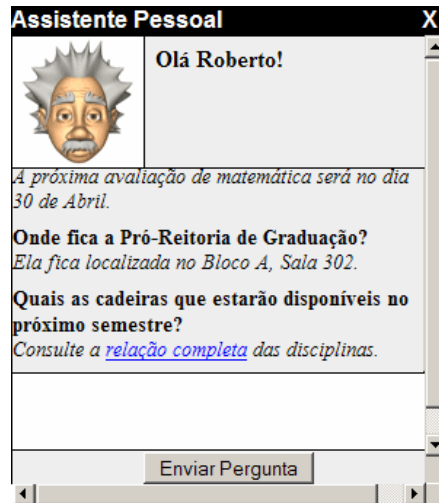 Assistente Pessoal X
Olá Roberto!
A próxima avaliação de matemática será no dia
30 de Abril.
Onde fica a Pró-Reitoria de Graduação?
Ela fica localizada no Bloco A, Sala 302.
Quais as cadeiras que estarão disponíveis no
próximo semestre?
Consulte a relação completa das disciplinas.
Enviar Pergunta